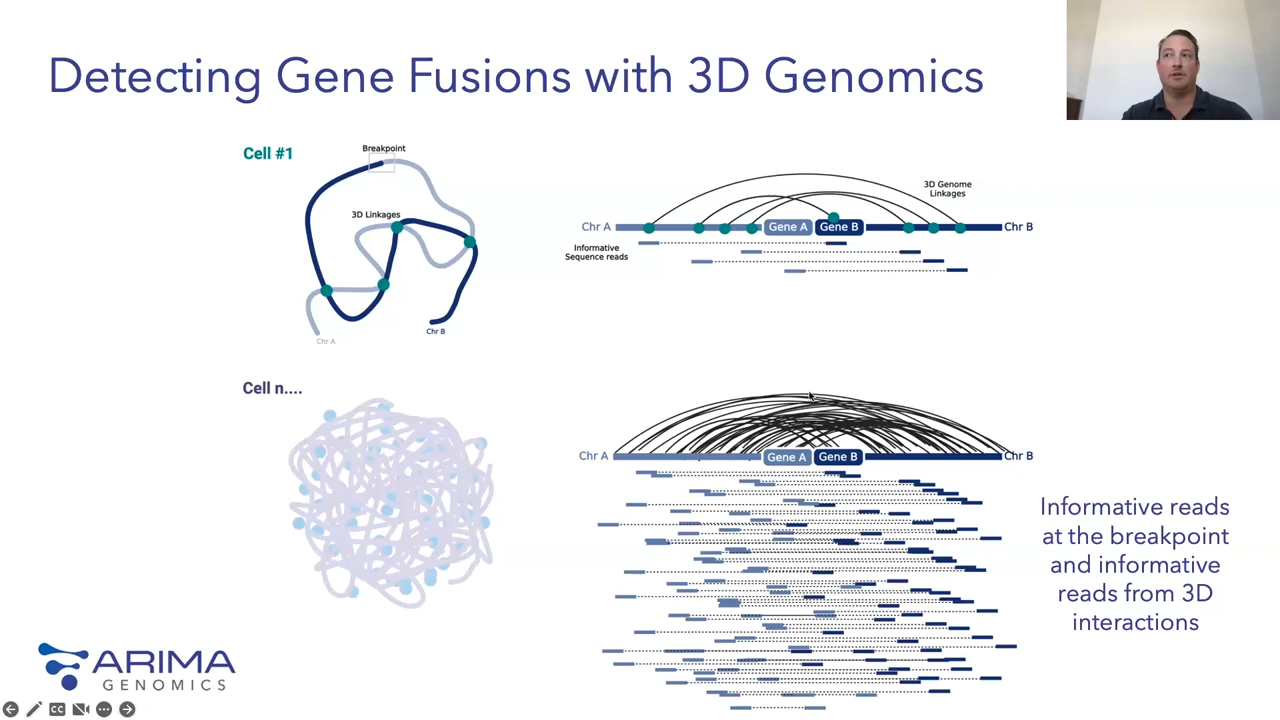 Detecting Gene Fusions with 3D Genomics
Cell #1
Breakpoint
3D Linkages
Chr A
Chr B
3D Genome
Linkages
Chr A
Gene A
Gene B
Chr B
Informative
Sequence reads
Cell n....
Chr A
Gene A
Gene B
Chr B
Informative reads
at the breakpoint
and informative
reads from 3D
interactions
ARIMA
GENOMICS
CC